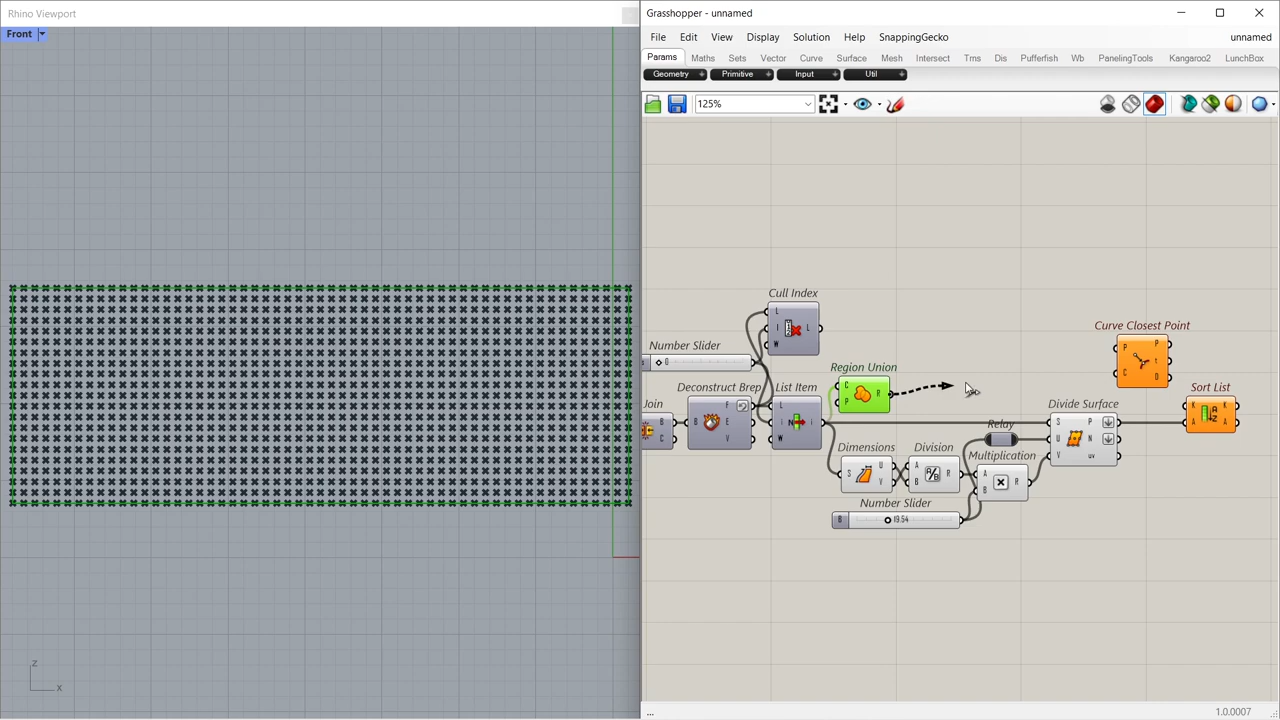 Rhino Viewport
Front
Z
X
Grasshopper - unnamed
File Edit View Display Solution Help SnappingGecko unnamed
Params Maths Sets Vector Curve Surface Mesh Intersect Trns Dis Pufferfish Wb PanelingTools Kangaroo2 LunchBox
Geometry + Primitive + Input + Util +
125%
Cull Index
L
I L
W
Number Slider
0
Region Union
C
P R
Curve Closest Point
P P
t
C D
Join
B
C
Deconstruct Brep
F
B E
V
List Item
L
i i
W
Sort List
K K
A A
Divide Surface
S P
U N
V uv
Relay
Dimensions
S U
V
Division
A R
B
A/B
Multiplication
A R
B
Number Slider
19.54
...
1.0.0007